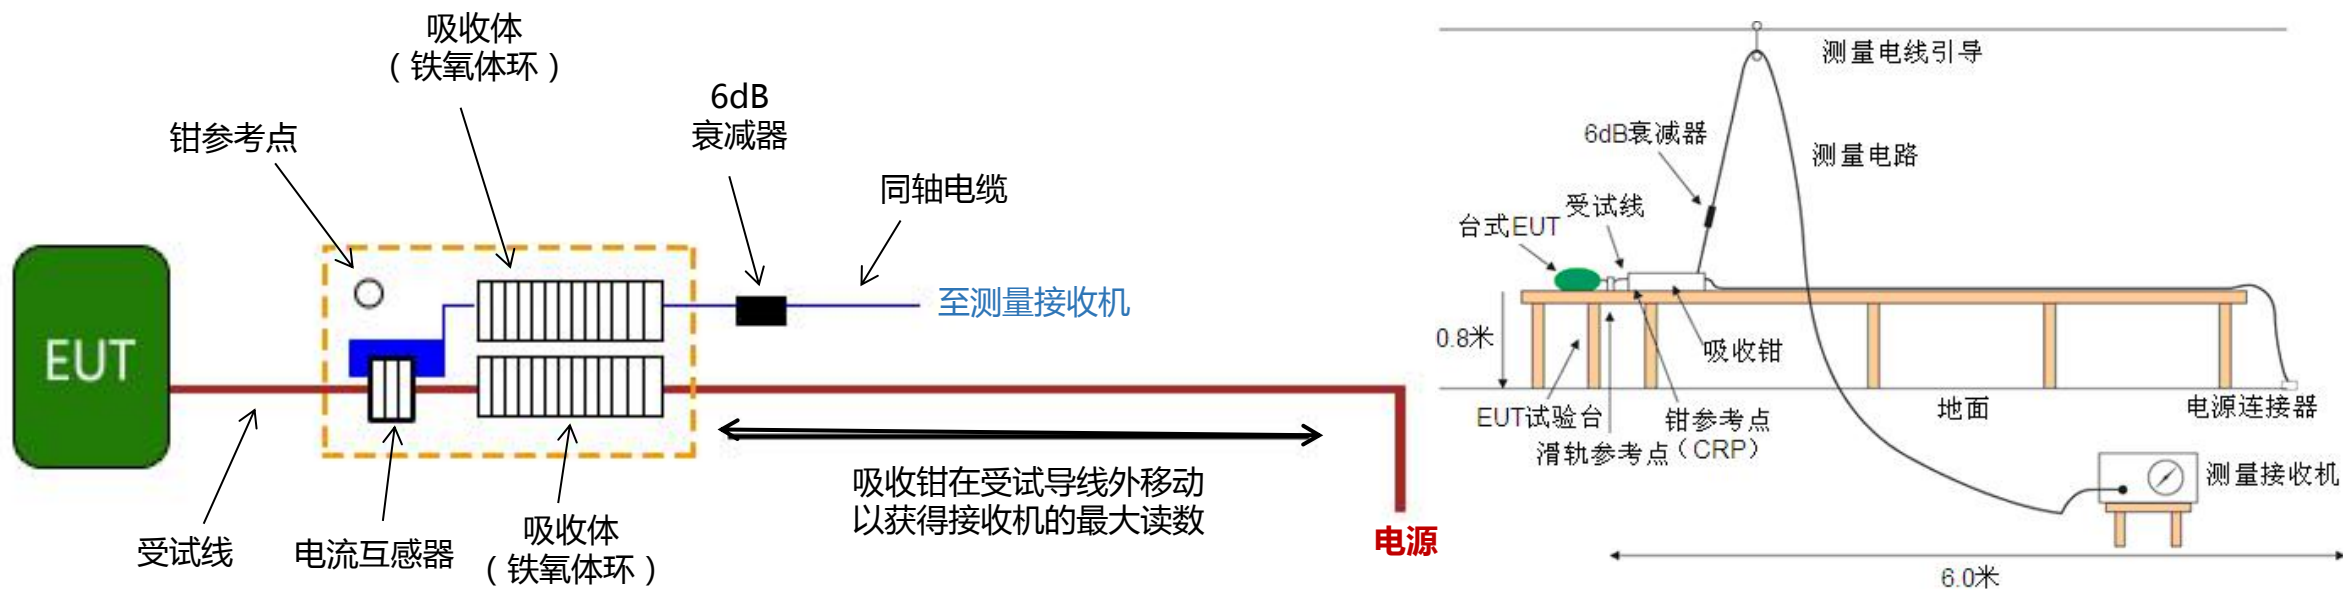 吸收体
（铁氧体环）
6dB
衰减器
钳参考点
同轴电缆
EUT
至测量接收机
吸收钳在受试导线外移动
以获得接收机的最大读数
受试线
电流互感器
吸收体
（铁氧体环）
电源
测量电线引导
6dB衰减器
测量电路
受试线
台式EUT
0.8米
吸收钳
EUT试验台
钳参考点
地面
电源连接器
滑轨参考点（CRP）
测量接收机
6.0米